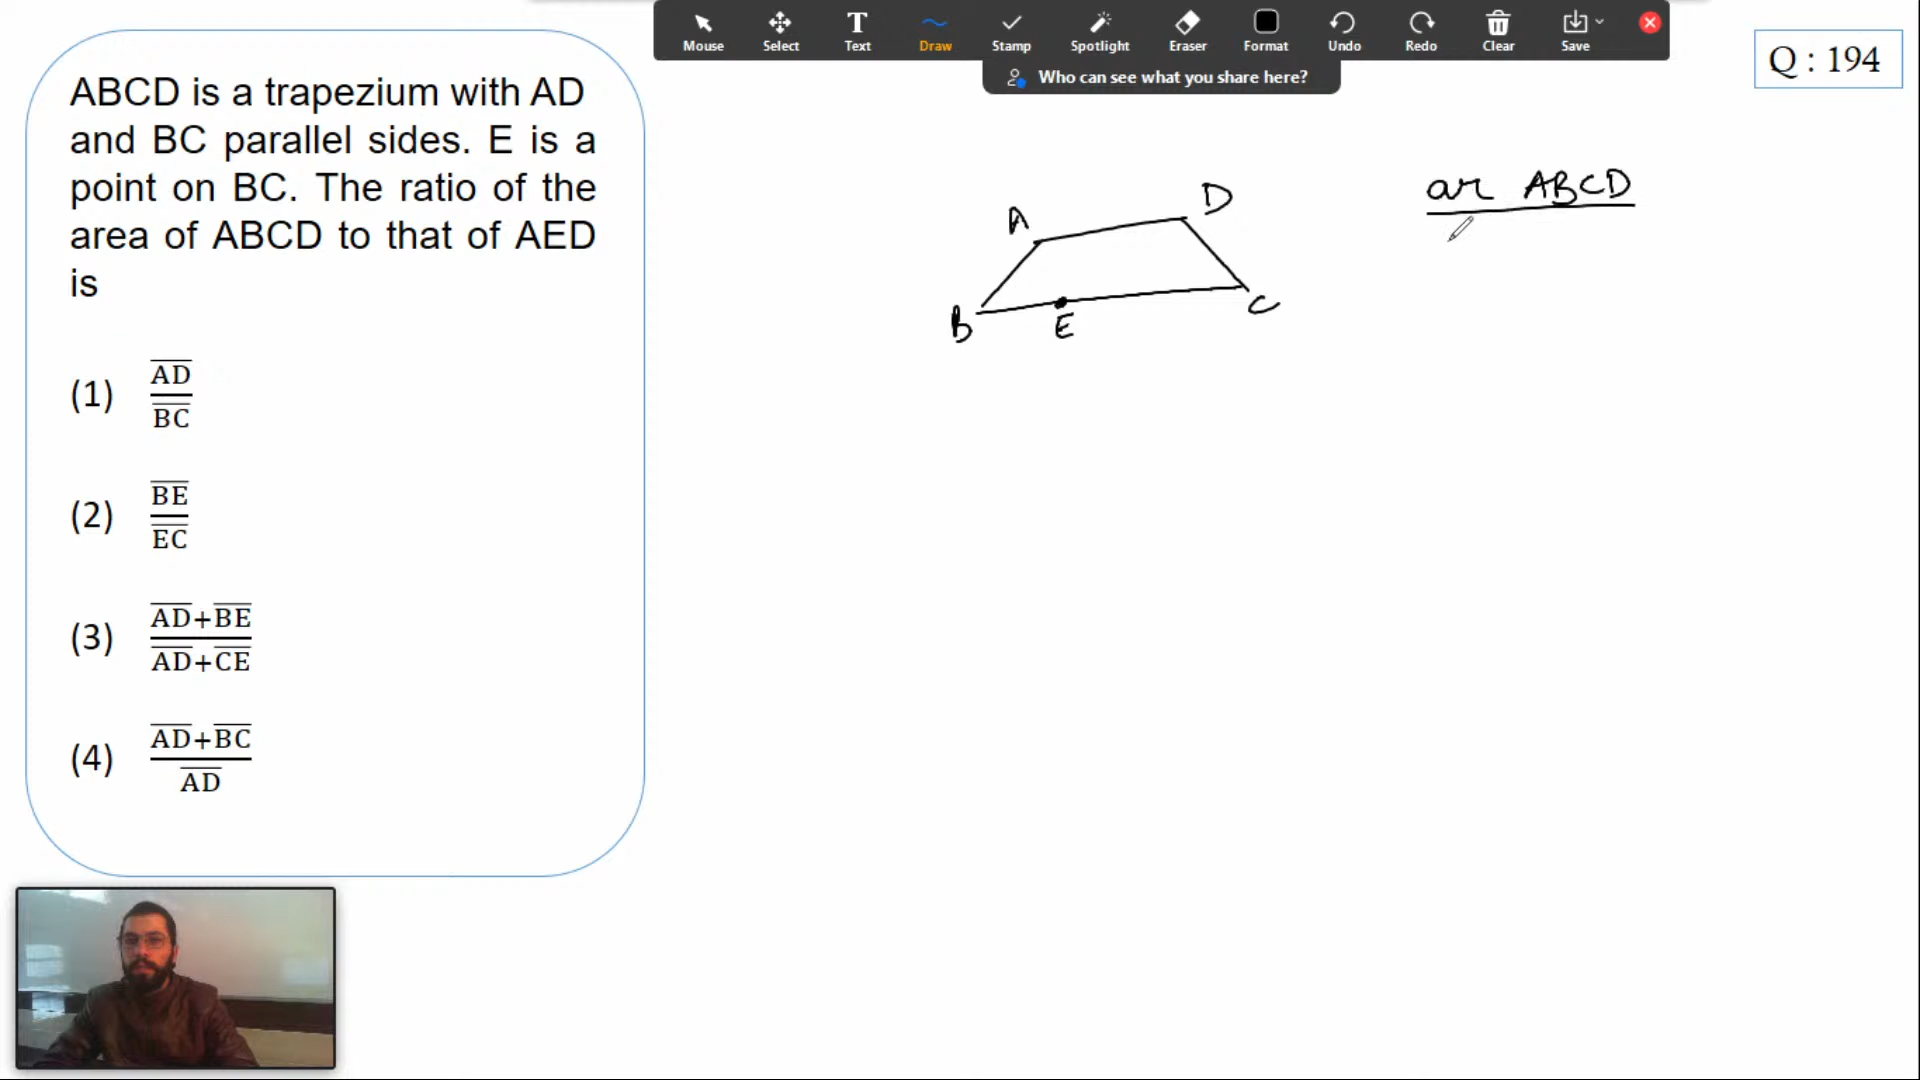 Mouse Select Text Draw Stamp Spotlight Eraser Format Undo Redo Clear Save
Who can see what you share here?
Q : 194
ABCD is a trapezium with AD
and BC parallel sides. E is a
point on BC. The ratio of the
area of ABCD to that of AED
is
(1) AD
BC
(2) BE
EC
(3) AD+BE
AD+CE
(4) AD+BC
AD
A
D
B
E
C
ar ABCD